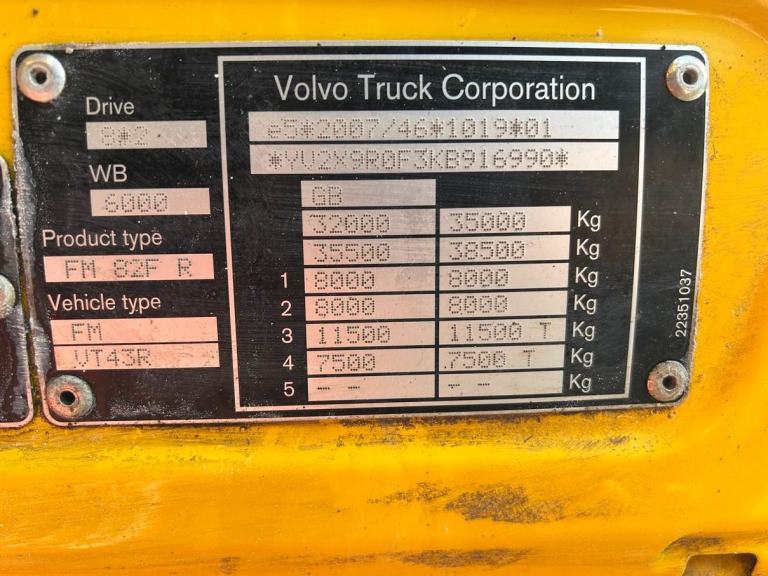 Volvo Truck Corporation
Drive
8*2
WB
6000
Product type
FM 82F R
Vehicle type
FM
VT43R
e5*2007/46*1019*01
*YV2X9R0F3KB916990*
GB
32000 35000 Kg
35500 38500 Kg
1 8000 8000 Kg
2 8000 8000 Kg
3 11500 11500 T Kg
4 7500 7500 T Kg
5 -- -- Kg
22351037